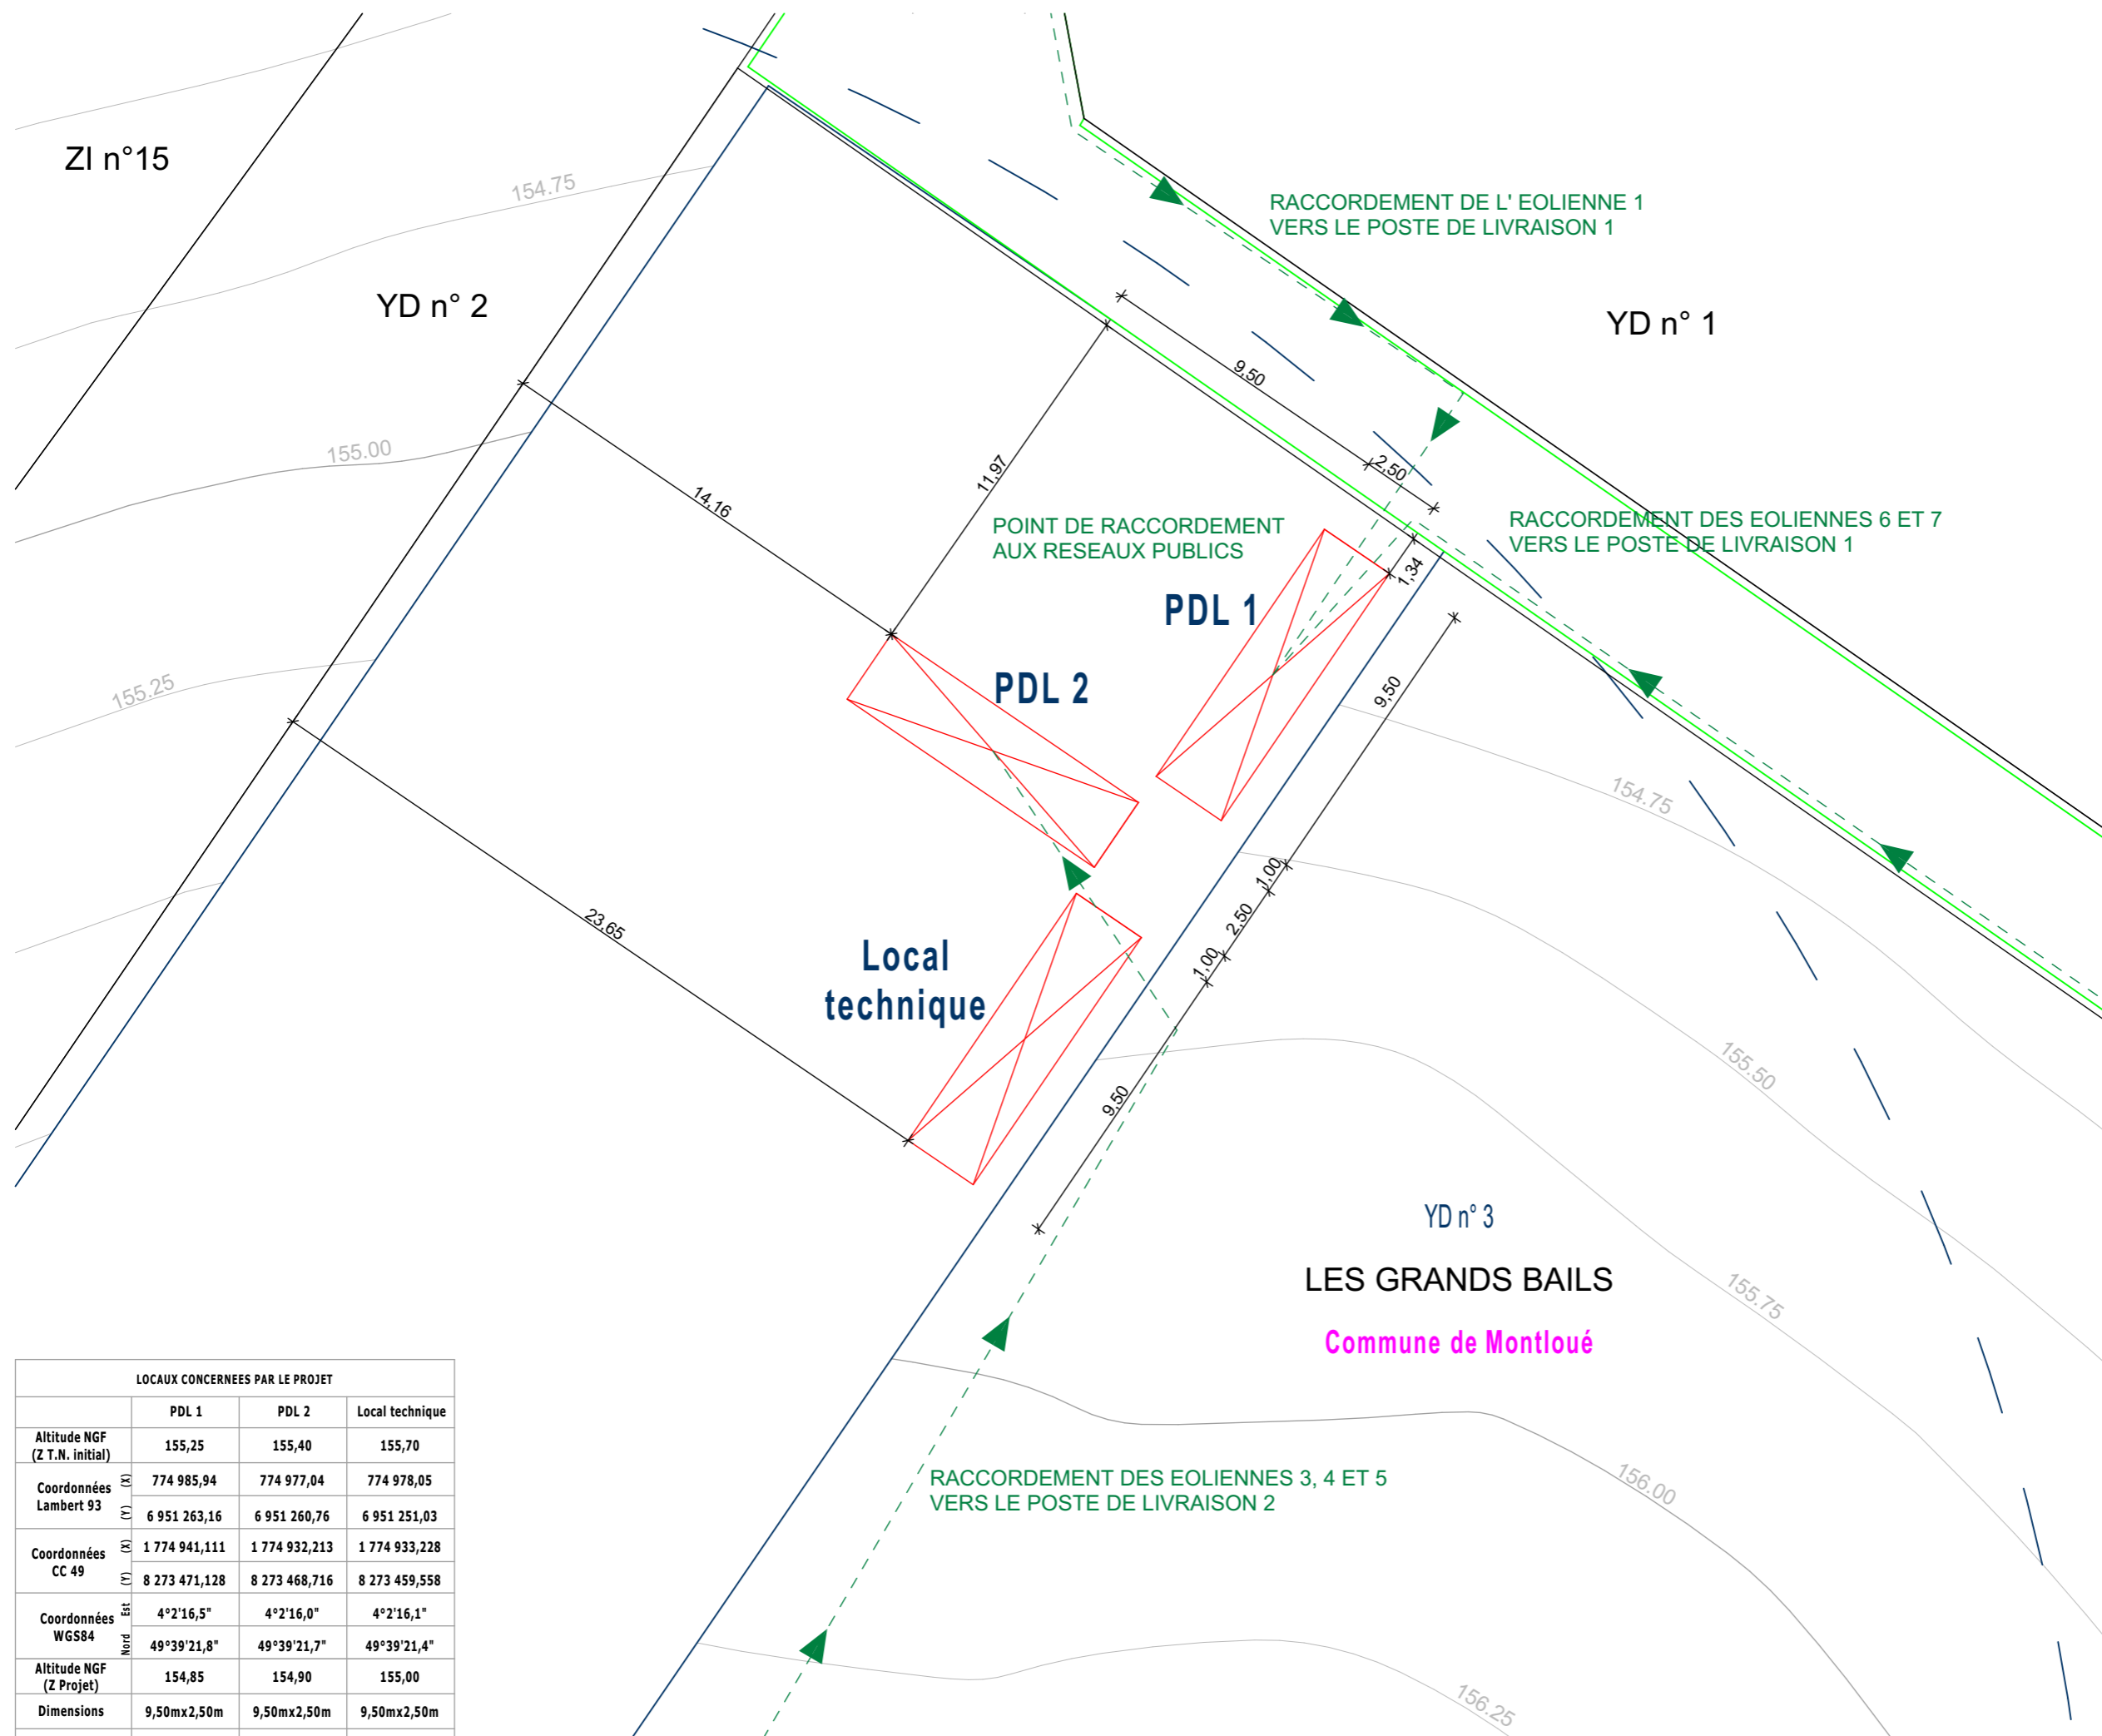 ZI n°15
154.75
YD n° 2
RACCORDEMENT DE L' EOLIENNE 1
VERS LE POSTE DE LIVRAISON 1
YD n° 1
9,50
155.00
11,97
2,50
14,16
POINT DE RACCORDEMENT
AUX RESEAUX PUBLICS
RACCORDEMENT DES EOLIENNES 6 ET 7
VERS LE POSTE DE LIVRAISON 1
1,34
PDL 1
PDL 2
155.25
9,50
154.75
1,00
2,50
23,65
Local
technique
1,00
155.50
9,50
YD n° 3
LES GRANDS BAILS
155.75
Commune de Montloué
RACCORDEMENT DES EOLIENNES 3, 4 ET 5
VERS LE POSTE DE LIVRAISON 2
156.00
156.25
LOCAUX CONCERNEES PAR LE PROJET
PDL 1 PDL 2 Local technique
Altitude NGF
(Z T.N. initial) 155,25 155,40 155,70
Coordonnées
Lambert 93
(X) 774 985,94 774 977,04 774 978,05
(Y) 6 951 263,16 6 951 260,76 6 951 251,03
Coordonnées
CC 49
(X) 1 774 941,111 1 774 932,213 1 774 933,228
(Y) 8 273 471,128 8 273 468,716 8 273 459,558
Coordonnées
WGS84
Est 4°2'16,5" 4°2'16,0" 4°2'16,1"
Nord 49°39'21,8" 49°39'21,7" 49°39'21,4"
Altitude NGF
(Z Projet) 154,85 154,90 155,00
Dimensions 9,50mx2,50m 9,50mx2,50m 9,50mx2,50m